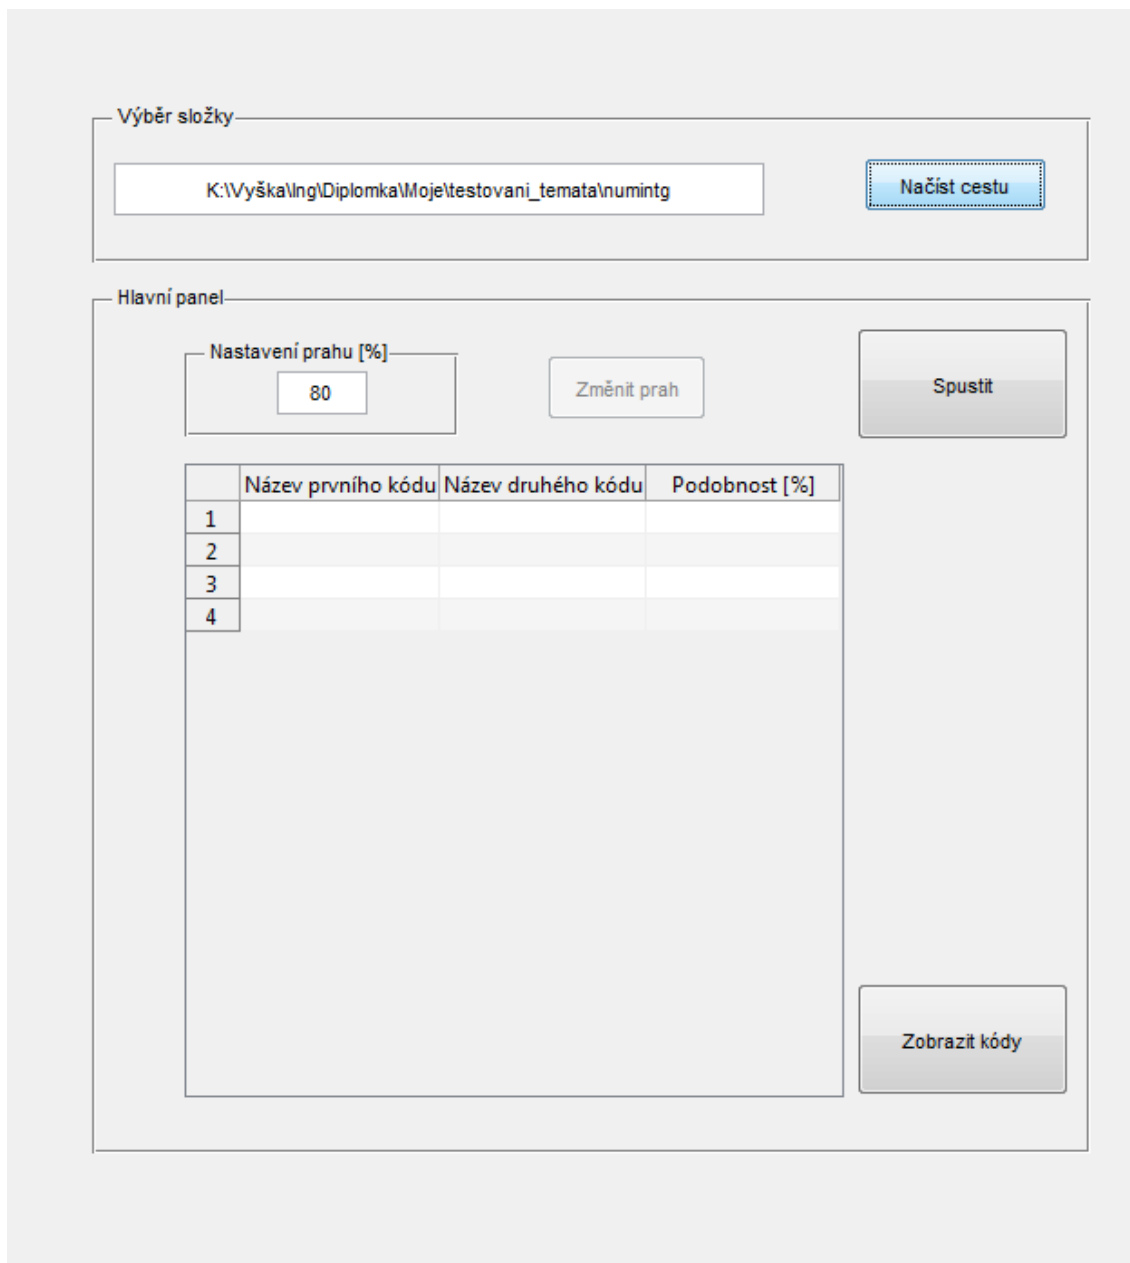 Výběr složky
K:\Vyška\Ing\Diplomka\Moje\testovani_temata\numintg
Načíst cestu
Hlavní panel
Nastavení prahu [%]
80
Změnit prah
Spustit
Název prvního kódu Název druhého kódu Podobnost [%]
1
2
3
4
Zobrazit kódy